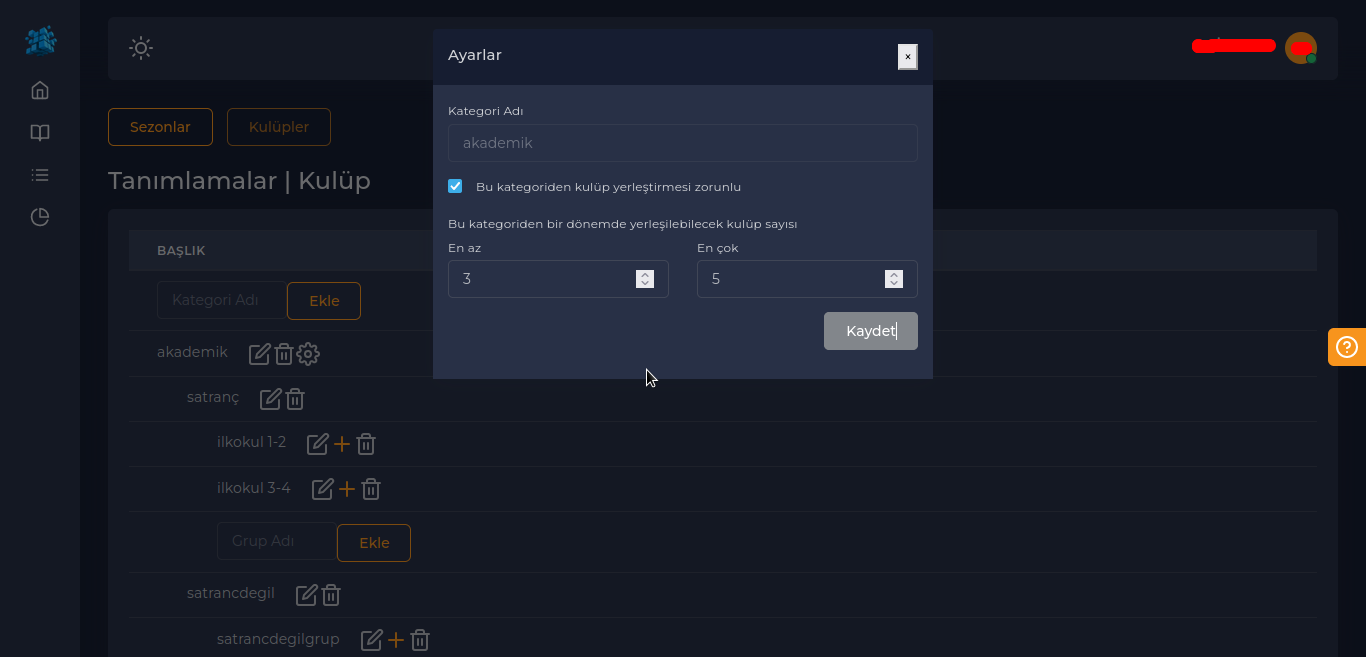 Ayarlar
×
Kategori Adı
akademik
Bu kategoriden kulüp yerleştirmesi zorunlu
Bu kategoriden bir dönemde yerleşilebilecek kulüp sayısı
En az
En çok
3
5
Kaydet
Sezonlar
Kulüpler
Tanımlamalar | Kulüp
BAŞLIK
Kategori Adı
Ekle
akademik
satranç
ilkokul 1-2
ilkokul 3-4
Grup Adı
Ekle
satrancdegil
satrancdegilgrup